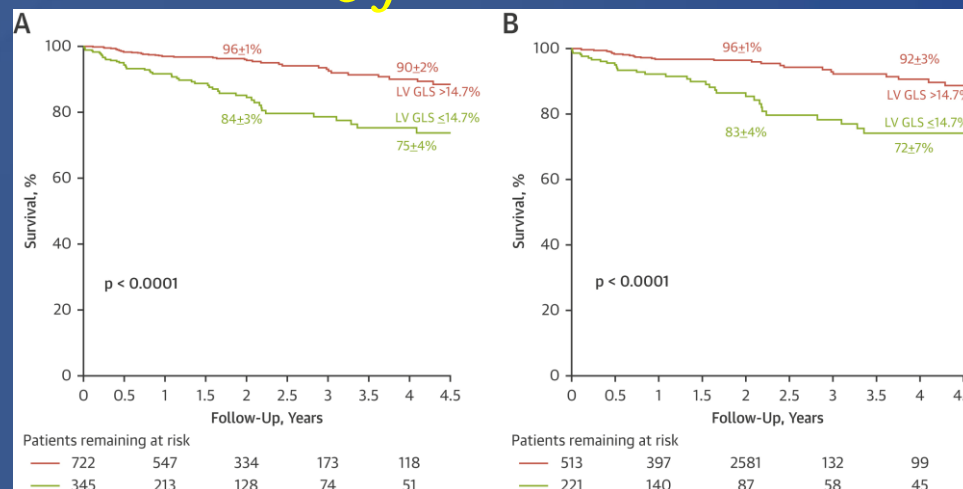 A
100
80
60
40
20
0
Survival, %
96±1%
90±2%
LV GLS >14.7%
84±3%
LV GLS ≤14.7%
75±4%
p < 0.0001
0 0.5 1 1.5 2 2.5 3 3.5 4 4.5
Follow-Up, Years
Patients remaining at risk
722 547 334 173 118
345 213 128 74 51
B
100
80
60
40
20
0
Survival, %
96±1%
92±3%
LV GLS >14.7%
83±4%
LV GLS ≤14.7%
72±7%
p < 0.0001
0 0.5 1 1.5 2 2.5 3 3.5 4
Follow-Up, Years
Patients remaining at risk
513 397 2581 132 99
221 140 87 58 45